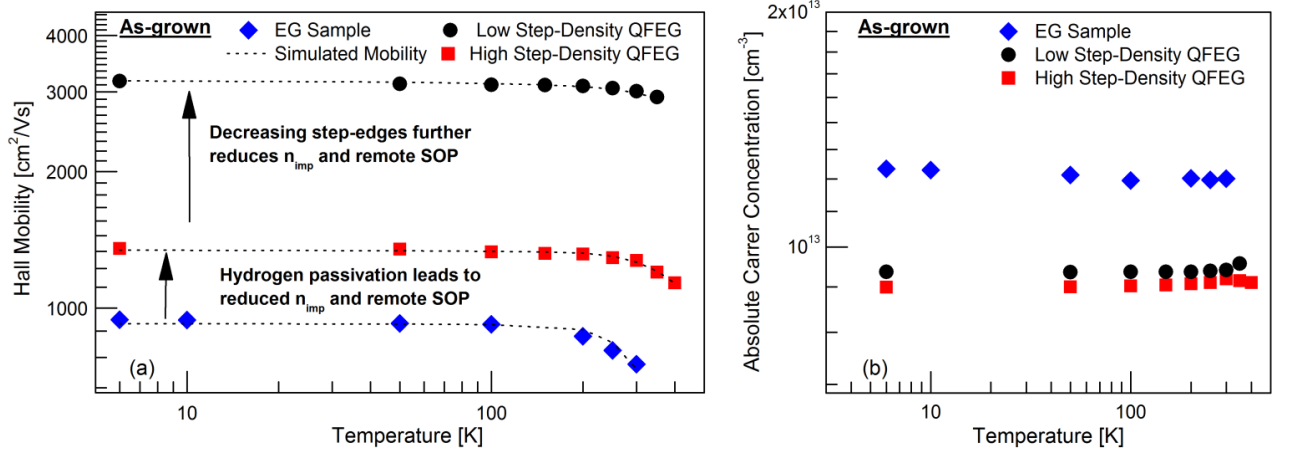 As-grown
EG Sample
Low Step-Density QFEG
Simulated Mobility
High Step-Density QFEG
4000
3000
2000
1000
Hall Mobility [cm²/Vs]
Decreasing step-edges further
reduces nimp and remote SOP
Hydrogen passivation leads to
reduced nimp and remote SOP
(a)
10
100
Temperature [K]
As-grown
EG Sample
Low Step-Density QFEG
High Step-Density QFEG
2x10¹³
10¹³
Absolute Carrer Concentration [cm⁻³]
(b)
10
100
Temperature [K]